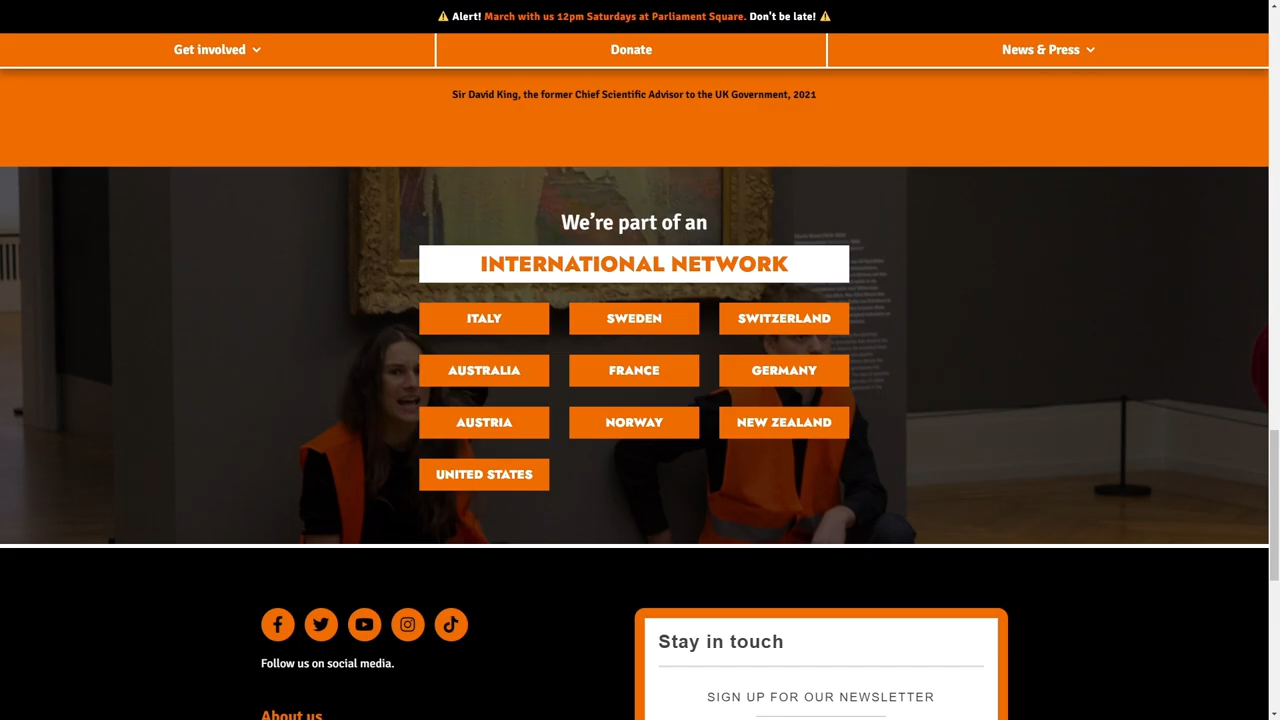 ⚠️ Alert! March with us 12pm Saturdays at Parliament Square. Don't be late! ⚠️
Get involved
Donate
News & Press
Sir David King, the former Chief Scientific Advisor to the UK Government, 2021
We're part of an
INTERNATIONAL NETWORK
ITALY
SWEDEN
SWITZERLAND
AUSTRALIA
FRANCE
GERMANY
AUSTRIA
NORWAY
NEW ZEALAND
UNITED STATES
Follow us on social media.
About us
Stay in touch
SIGN UP FOR OUR NEWSLETTER